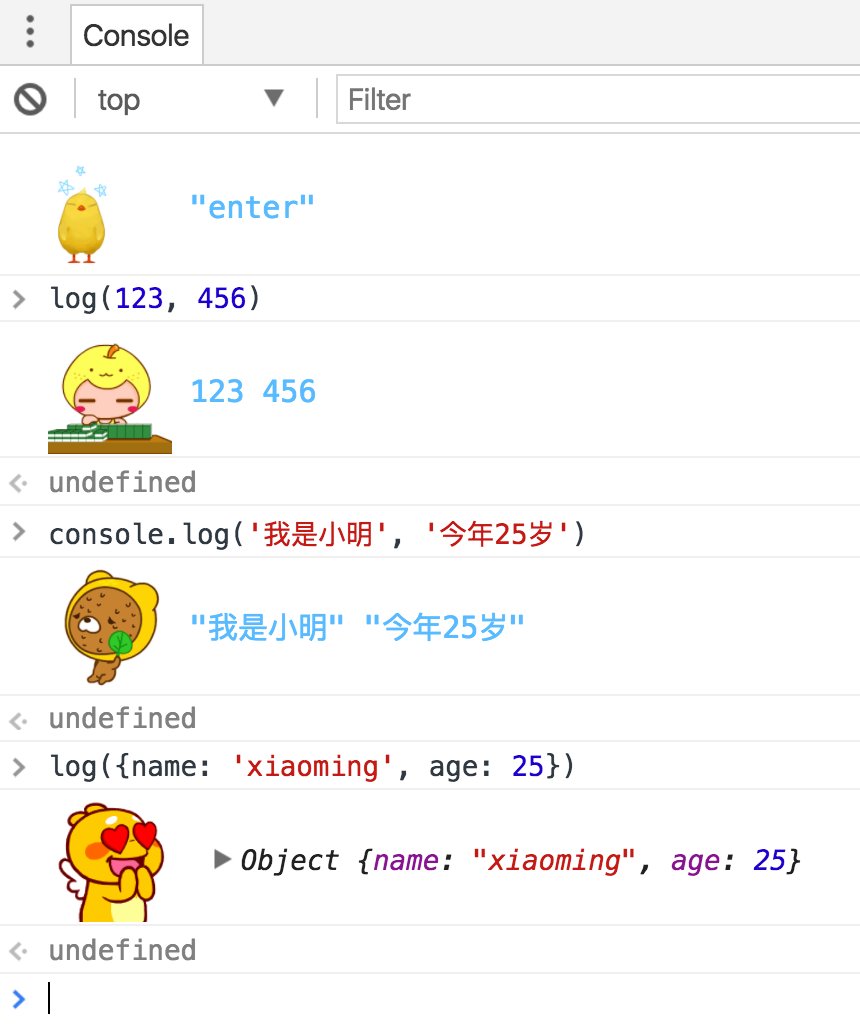 Console
top Filter
"enter"
log(123, 456)
123 456
undefined
console.log('我是小明', '今年25岁')
"我是小明" "今年25岁"
undefined
log({name: 'xiaoming', age: 25})
Object {name: "xiaoming", age: 25}
undefined